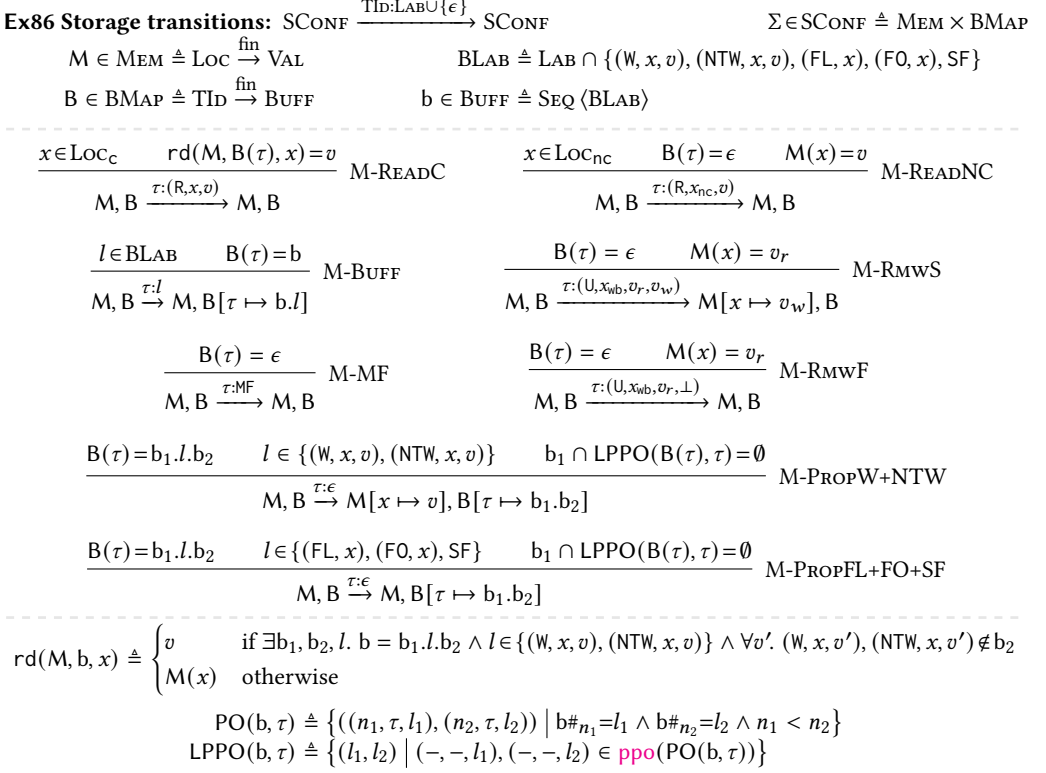 Ex86 Storage transitions: SConf —TId:Lab∪{ϵ}→ SConf Σ∈SConf ≜ Mem × BMap
M ∈ Mem ≜ Loc →fin Val BLab ≜ Lab ∩ {(W, x, v), (NTW, x, v), (FL, x), (FO, x), SF}
B ∈ BMap ≜ TId →fin Buff b ∈ Buff ≜ Seq ⟨BLab⟩
x∈Loc_c rd(M, B(τ), x)=v
M, B —τ:(R,x,v)→ M, B
M-ReadC
x∈Loc_nc B(τ)=ϵ M(x)=v
M, B —τ:(R,x_nc,v)→ M, B
M-ReadNC
l∈BLab B(τ)=b
M, B —τ:l→ M, B[τ ↦ b.l]
M-Buff
B(τ) = ϵ M(x) = v_r
M, B —τ:(U,x_wb,v_r,v_w)→ M[x ↦ v_w], B
M-RmwS
B(τ) = ϵ
M, B —τ:MF→ M, B
M-MF
B(τ) = ϵ M(x) = v_r
M, B —τ:(U,x_wb,v_r,⊥)→ M, B
M-RmwF
B(τ)=b₁.l.b₂ l ∈ {(W, x, v), (NTW, x, v)} b₁ ∩ LPPO(B(τ), τ)=∅
M, B —τ:ϵ→ M[x ↦ v], B[τ ↦ b₁.b₂]
M-PropW+NTW
B(τ)=b₁.l.b₂ l∈{(FL, x), (FO, x), SF} b₁ ∩ LPPO(B(τ), τ)=∅
M, B —τ:ϵ→ M, B[τ ↦ b₁.b₂]
M-PropFL+FO+SF
rd(M, b, x) ≜ { v if ∃b₁, b₂, l. b = b₁.l.b₂ ∧ l∈{(W, x, v), (NTW, x, v)} ∧ ∀v′. (W, x, v′), (NTW, x, v′)∉b₂
M(x) otherwise
PO(b, τ) ≜ {((n₁, τ, l₁), (n₂, τ, l₂)) | b#_n₁=l₁ ∧ b#_n₂=l₂ ∧ n₁ < n₂}
LPPO(b, τ) ≜ {(l₁, l₂) | (−, −, l₁), (−, −, l₂) ∈ ppo(PO(b, τ))}